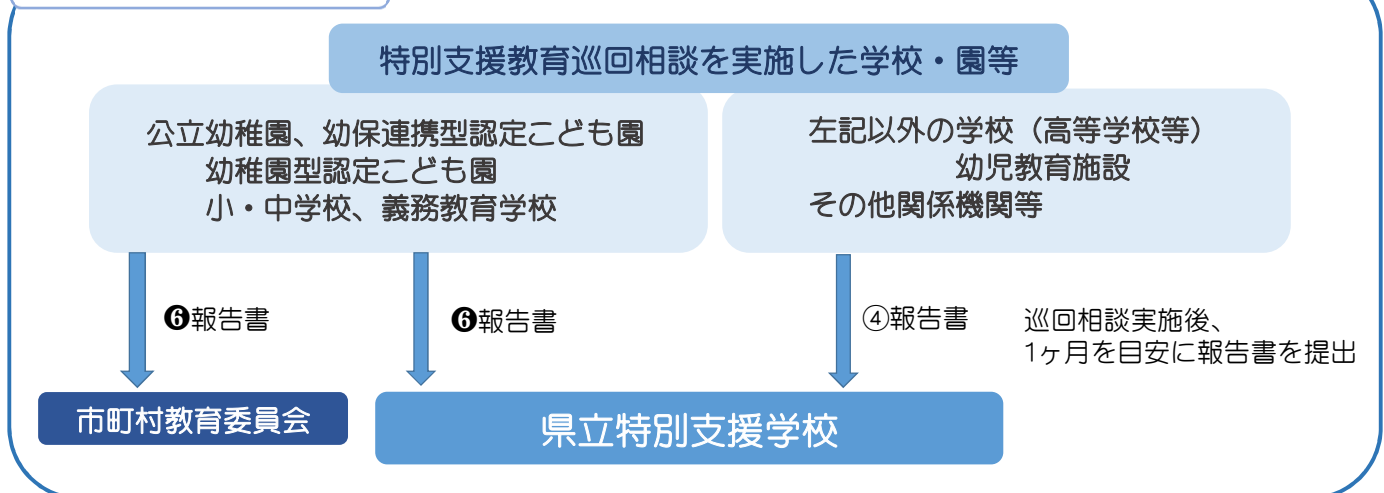 特別支援教育巡回相談を実施した学校・園等
公立幼稚園、幼保連携型認定こども園
幼稚園型認定こども園
小・中学校、義務教育学校
左記以外の学校（高等学校等）
幼児教育施設
その他関係機関等
❻報告書
❻報告書
④報告書
巡回相談実施後、
1ヶ月を目安に報告書を提出
市町村教育委員会
県立特別支援学校